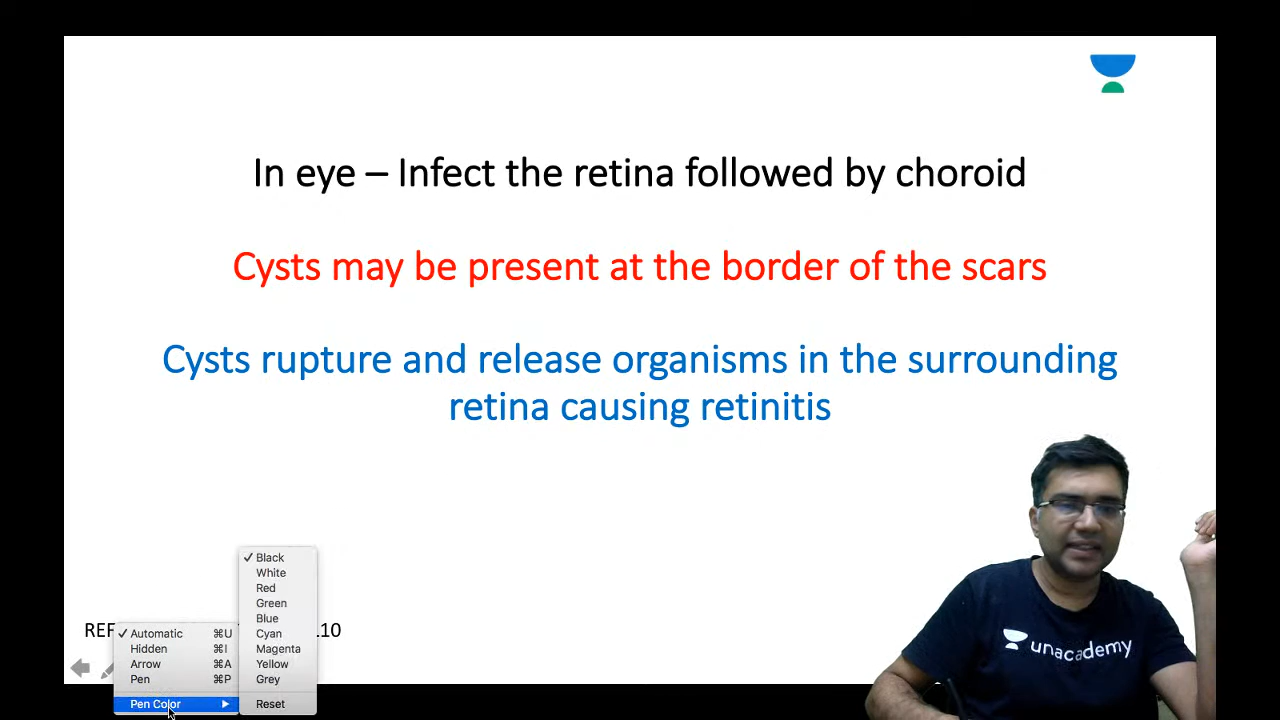 In eye – Infect the retina followed by choroid
Cysts may be present at the border of the scars
Cysts rupture and release organisms in the surrounding
retina causing retinitis
unacademy
Black
White
Red
Green
Blue
Cyan
Magenta
Yellow
Grey
Reset
Automatic ⌘U
Hidden ⌘I
Arrow ⌘A
Pen ⌘P
Pen Color